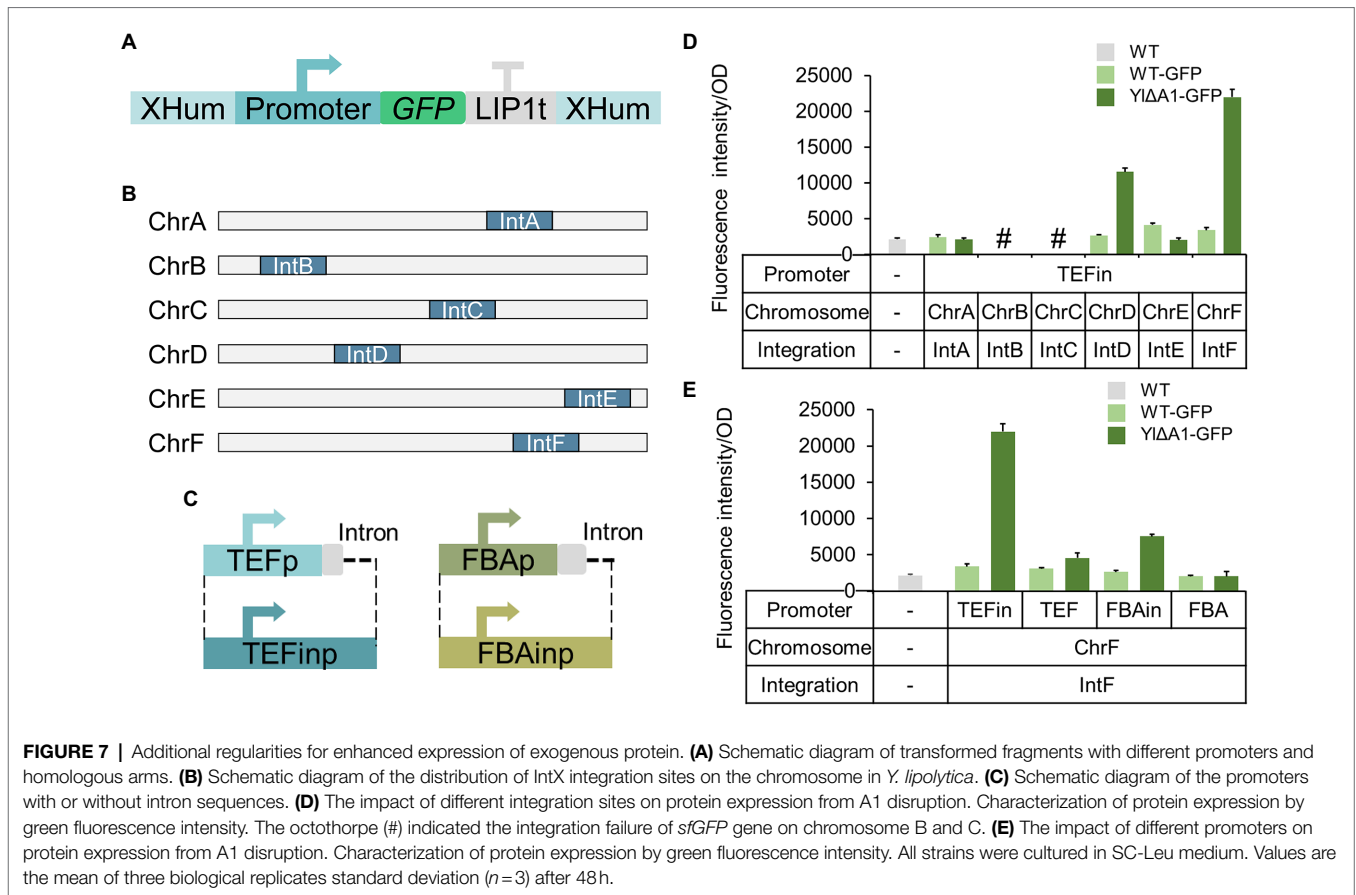 A
XHum Promoter GFP LIP1t XHum
B
ChrA IntA
ChrB IntB
ChrC IntC
ChrD IntD
ChrE IntE
ChrF IntF
C
Intron Intron
TEFp FBAp
TEFinp FBAinp
D
WT
WT-GFP
YlΔA1-GFP
Fluorescence intensity/OD
25000
20000
15000
10000
5000
0
# #
Promoter - TEFin
Chromosome - ChrA ChrB ChrC ChrD ChrE ChrF
Integration - IntA IntB IntC IntD IntE IntF
E
WT
WT-GFP
YlΔA1-GFP
Fluorescence intensity/OD
25000
20000
15000
10000
5000
0
Promoter - TEFin TEF FBAin FBA
Chromosome - ChrF
Integration - IntF
FIGURE 7 | Additional regularities for enhanced expression of exogenous protein. (A) Schematic diagram of transformed fragments with different promoters and
homologous arms. (B) Schematic diagram of the distribution of IntX integration sites on the chromosome in Y. lipolytica. (C) Schematic diagram of the promoters
with or without intron sequences. (D) The impact of different integration sites on protein expression from A1 disruption. Characterization of protein expression by
green fluorescence intensity. The octothorpe (#) indicated the integration failure of sfGFP gene on chromosome B and C. (E) The impact of different promoters on
protein expression from A1 disruption. Characterization of protein expression by green fluorescence intensity. All strains were cultured in SC-Leu medium. Values are
the mean of three biological replicates standard deviation (n = 3) after 48 h.